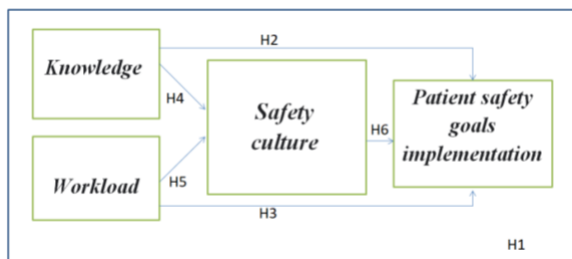 H2
Knowledge
H4
Safety
culture
H6
Patient safety
goals
implementation
Workload
H5
H3
H1